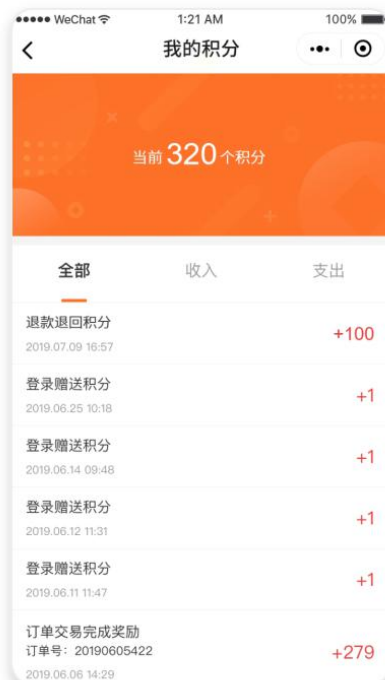 WeChat
1:21 AM
100%
我的积分
当前320个积分
全部
收入
支出
退款退回积分
+100
2019.07.09 16:57
登录赠送积分
+1
2019.06.25 10:18
登录赠送积分
+1
2019.06.14 09:48
登录赠送积分
+1
2019.06.12 11:31
登录赠送积分
+1
2019.06.11 11:47
订单交易完成奖励
订单号：20190605422
+279
2019.06.06 14:29